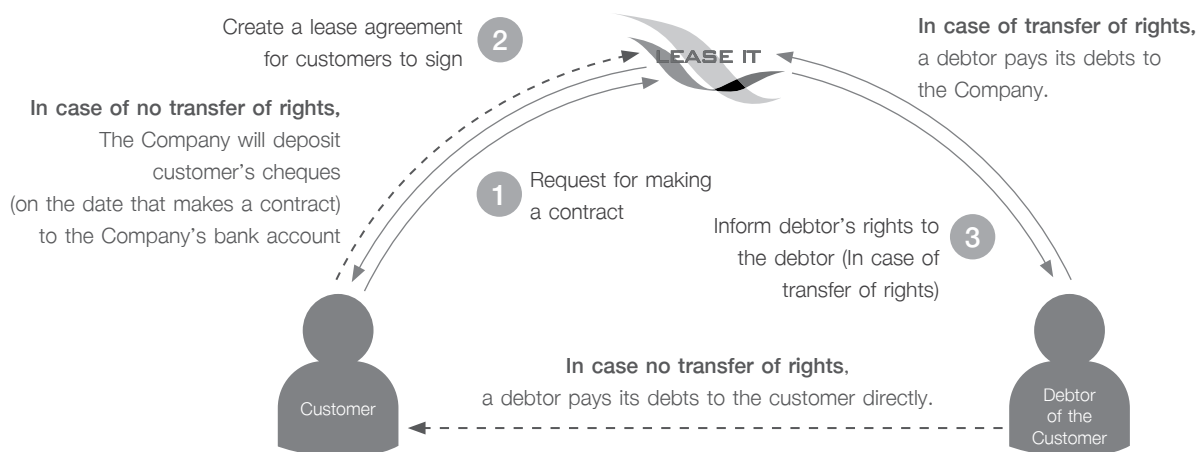 Create a lease agreement
for customers to sign
2
LEASE IT
In case of transfer of rights,
a debtor pays its debts to
the Company.
In case of no transfer of rights,
The Company will deposit
customer's cheques
(on the date that makes a contract)
to the Company's bank account
1
Request for making
a contract
Inform debtor's rights to
the debtor (In case of
transfer of rights)
3
In case no transfer of rights,
a debtor pays its debts to the customer directly.
Customer
Debtor
of the
Customer